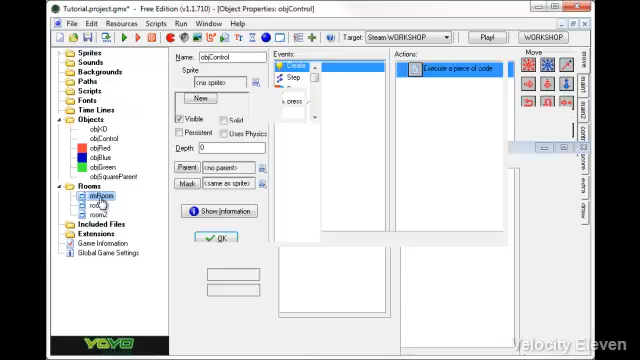 Tutorial.project.gmx* - Free Edition (v1.1.710) - [Object Properties: objControl]
File Edit Resources Scripts Run Window Help
Target: Steam WORKSHOP Play! WORKSHOP
Sprites
Sounds
Backgrounds
Paths
Scripts
Fonts
Time Lines
Objects
objXO
objControl
objRed
objBlue
objGreen
objSquareParent
Rooms
rmRoom
room2
Included Files
Extensions
Game Information
Global Game Settings
YOYO
Name: objControl
Sprite
<no sprite>
New
Visible Solid
Persistent Uses Physics
Depth: 0
Parent <no parent>
Mask <same as sprite>
Show Information
OK
Events:
Create
Step
press
Actions:
Execute a piece of code
Move
move
main1
main2
control
extra
draw
Velocity Eleven